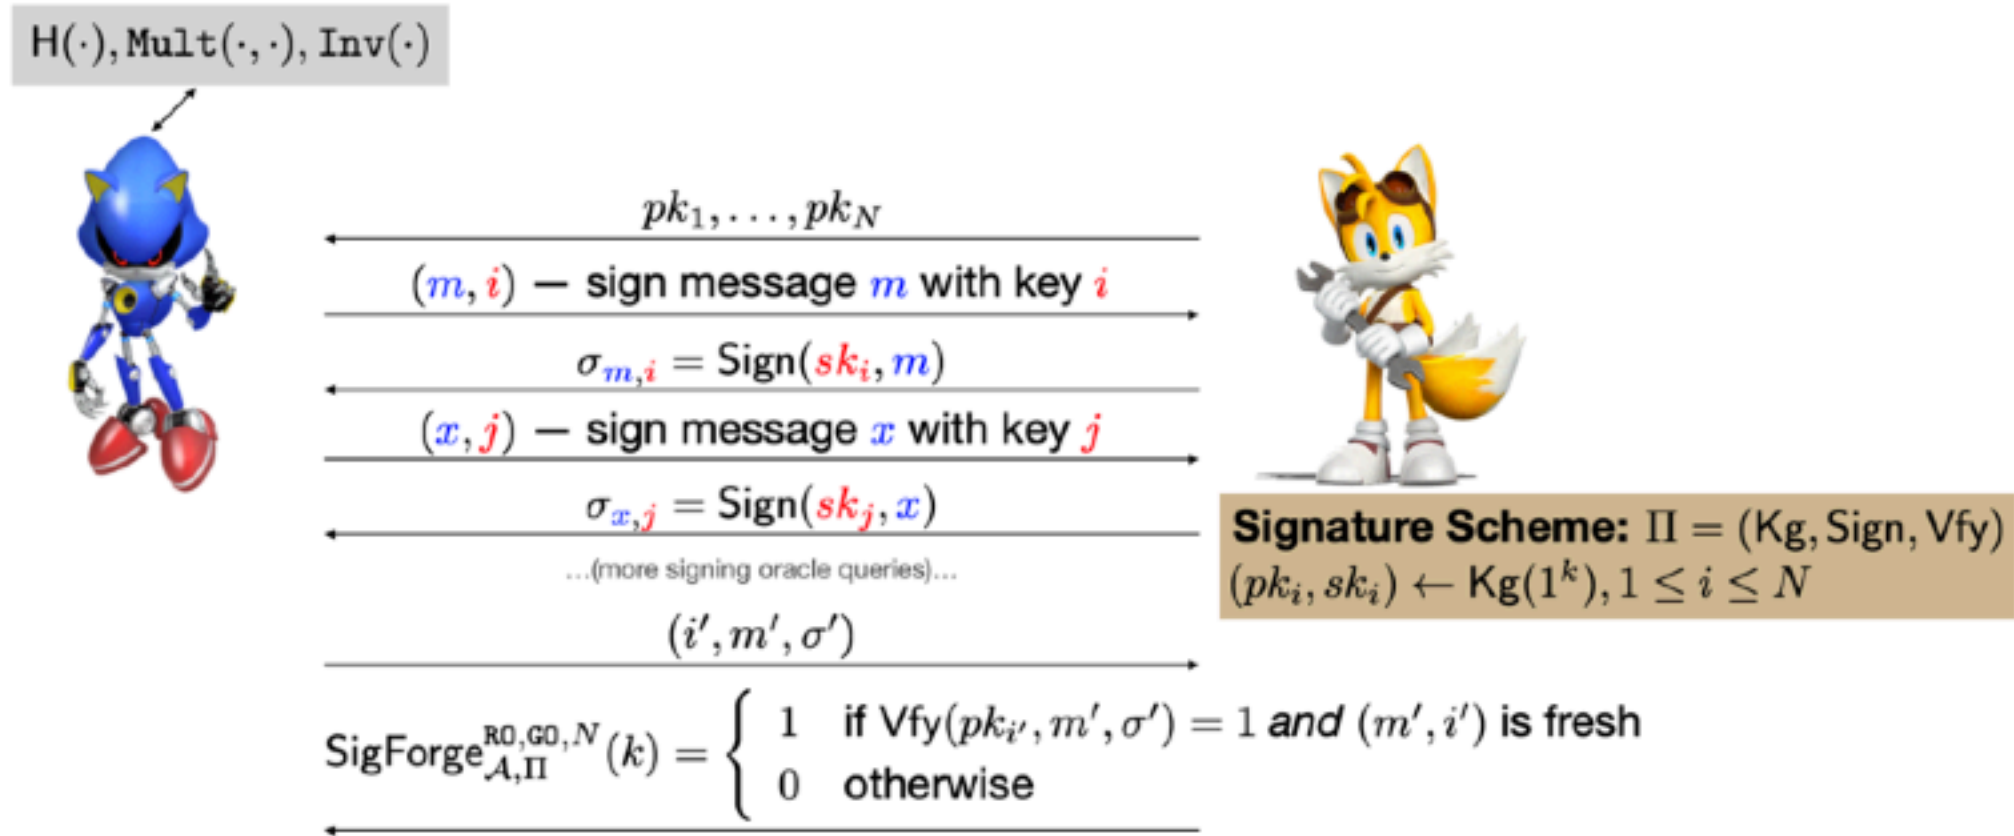 H(·), Mult(·, ·), Inv(·)
pk₁, . . . , pk_N
(m, i) — sign message m with key i
σ_{m,i} = Sign(sk_i, m)
(x, j) — sign message x with key j
σ_{x,j} = Sign(sk_j, x)
...(more signing oracle queries)...
Signature Scheme: Π = (Kg, Sign, Vfy)
(pk_i, sk_i) ← Kg(1^k), 1 ≤ i ≤ N
(i′, m′, σ′)
SigForge^{RO,GO,N}_{A,Π}(k) = { 1 if Vfy(pk_{i′}, m′, σ′) = 1 and (m′, i′) is fresh
0 otherwise